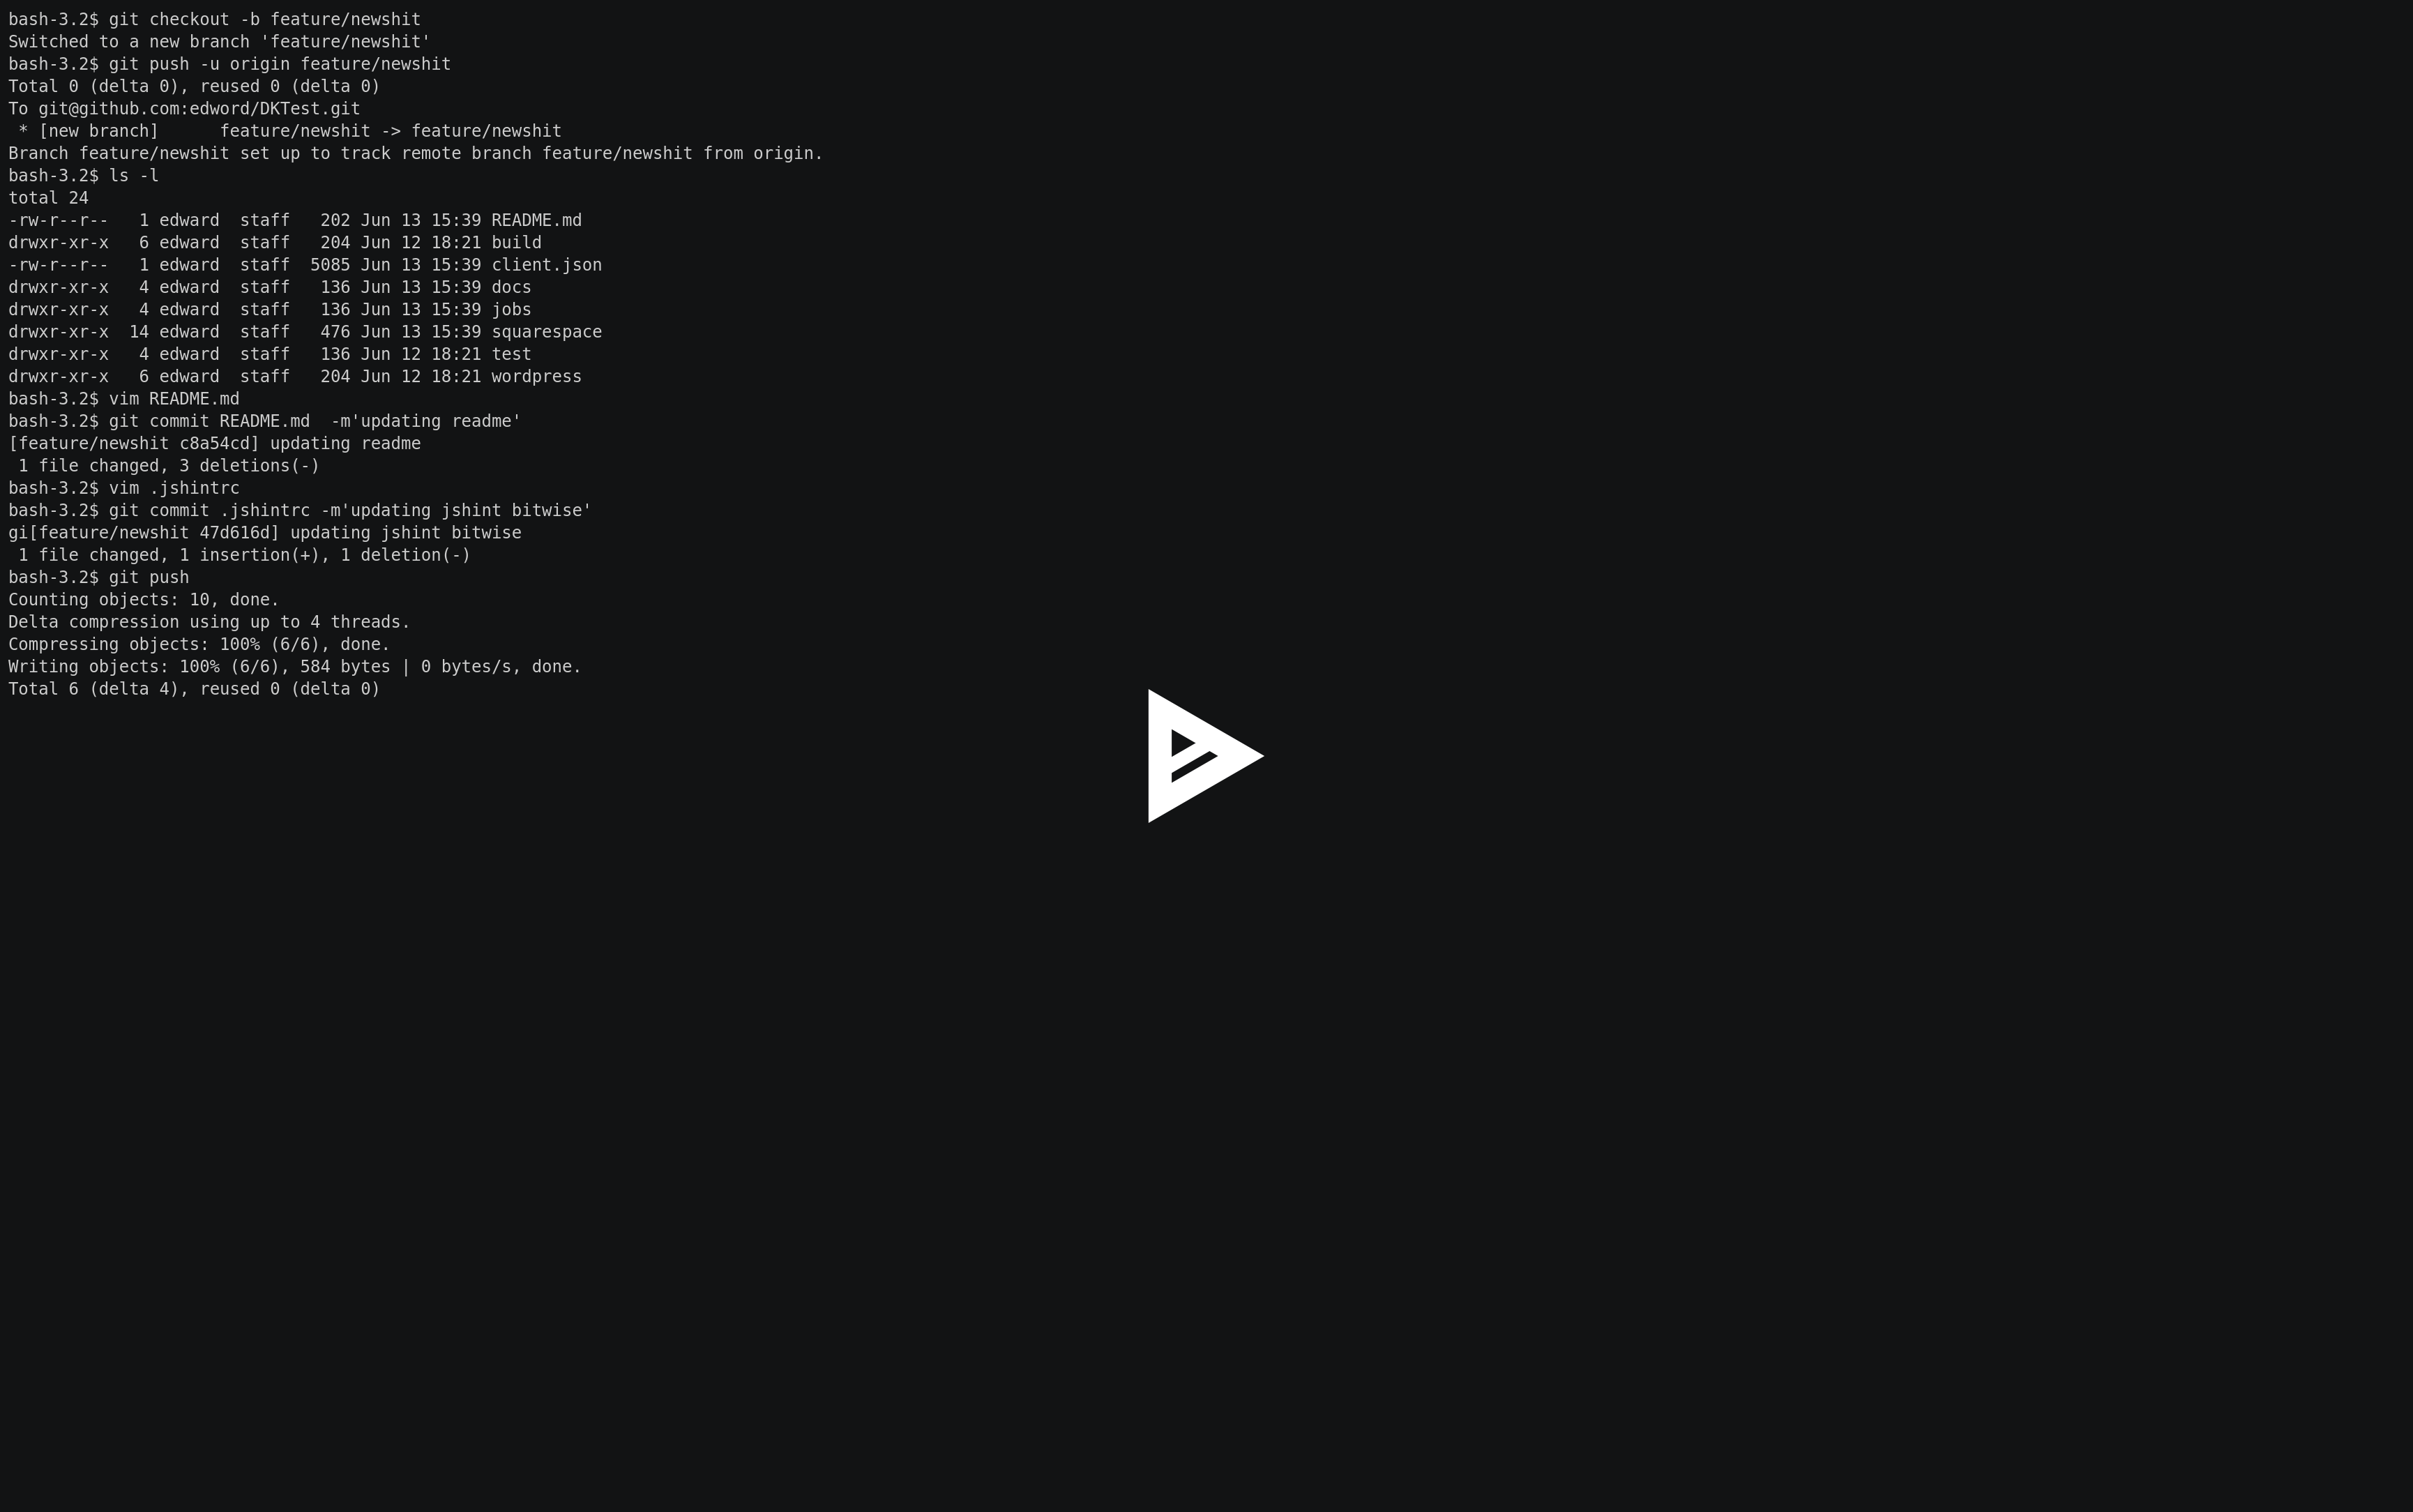 bash-3.2$ git checkout -b feature/newshit
Switched to a new branch 'feature/newshit'
bash-3.2$ git push -u origin feature/newshit
Total 0 (delta 0), reused 0 (delta 0)
To git@github.com:edword/DKTest.git
 * [new branch]      feature/newshit -> feature/newshit
Branch feature/newshit set up to track remote branch feature/newshit from origin.
bash-3.2$ ls -l
total 24
-rw-r--r--   1 edward  staff   202 Jun 13 15:39 README.md
drwxr-xr-x   6 edward  staff   204 Jun 12 18:21 build
-rw-r--r--   1 edward  staff  5085 Jun 13 15:39 client.json
drwxr-xr-x   4 edward  staff   136 Jun 13 15:39 docs
drwxr-xr-x   4 edward  staff   136 Jun 13 15:39 jobs
drwxr-xr-x  14 edward  staff   476 Jun 13 15:39 squarespace
drwxr-xr-x   4 edward  staff   136 Jun 12 18:21 test
drwxr-xr-x   6 edward  staff   204 Jun 12 18:21 wordpress
bash-3.2$ vim README.md
bash-3.2$ git commit README.md  -m'updating readme'
[feature/newshit c8a54cd] updating readme
 1 file changed, 3 deletions(-)
bash-3.2$ vim .jshintrc
bash-3.2$ git commit .jshintrc -m'updating jshint bitwise'
gi[feature/newshit 47d616d] updating jshint bitwise
 1 file changed, 1 insertion(+), 1 deletion(-)
bash-3.2$ git push
Counting objects: 10, done.
Delta compression using up to 4 threads.
Compressing objects: 100% (6/6), done.
Writing objects: 100% (6/6), 584 bytes | 0 bytes/s, done.
Total 6 (delta 4), reused 0 (delta 0)